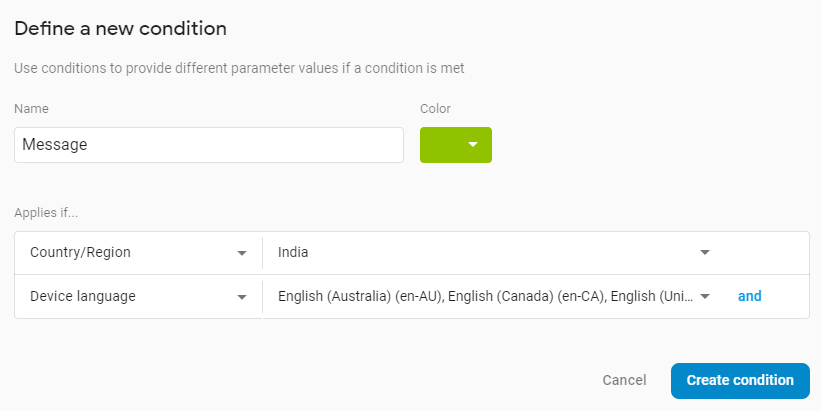 Define a new condition
Use conditions to provide different parameter values if a condition is met
Name Color
Message
Applies if...
Country/Region India
Device language English (Australia) (en-AU), English (Canada) (en-CA), English (Uni... and
Cancel Create condition